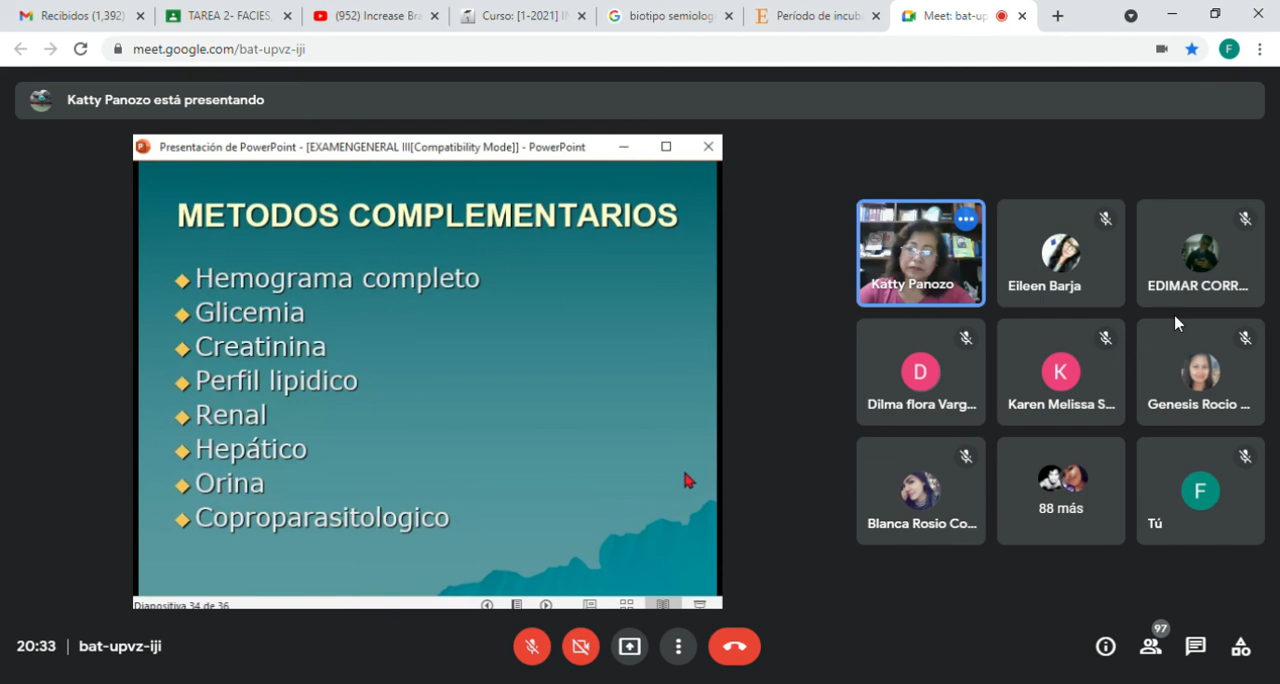 Recibidos (1,392)
TAREA 2- FACIES,
(952) Increase Bra
Curso: [1-2021] IN
biotipo semiolog
Período de incub
Meet: bat-up
meet.google.com/bat-upvz-iji
F
Katty Panozo está presentando
Presentación de PowerPoint - [EXAMENGENERAL III[Compatibility Mode]] - PowerPoint
METODOS COMPLEMENTARIOS
Hemograma completo
Glicemia
Creatinina
Perfil lipidico
Renal
Hepático
Orina
Coproparasitologico
Diapositiva 34 de 36
Katty Panozo
Eileen Barja
EDIMAR CORR...
D
Dilma flora Varg...
K
Karen Melissa S...
Genesis Rocio ...
Blanca Rosio Co...
88 más
F
Tú
20:33 | bat-upvz-iji
97